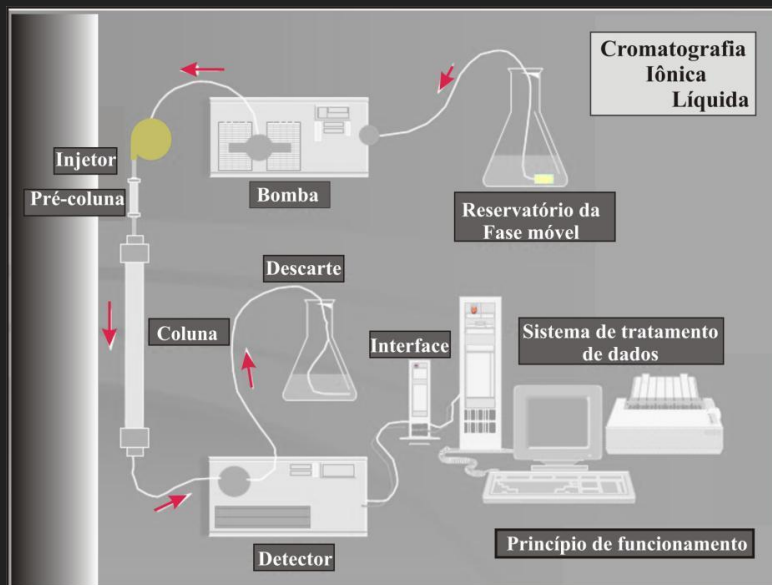 Cromatografia
Iônica
Líquida
Injetor
Pré-coluna
Bomba
Reservatório da
Fase móvel
Descarte
Coluna
Interface
Sistema de tratamento
de dados
Detector
Princípio de funcionamento